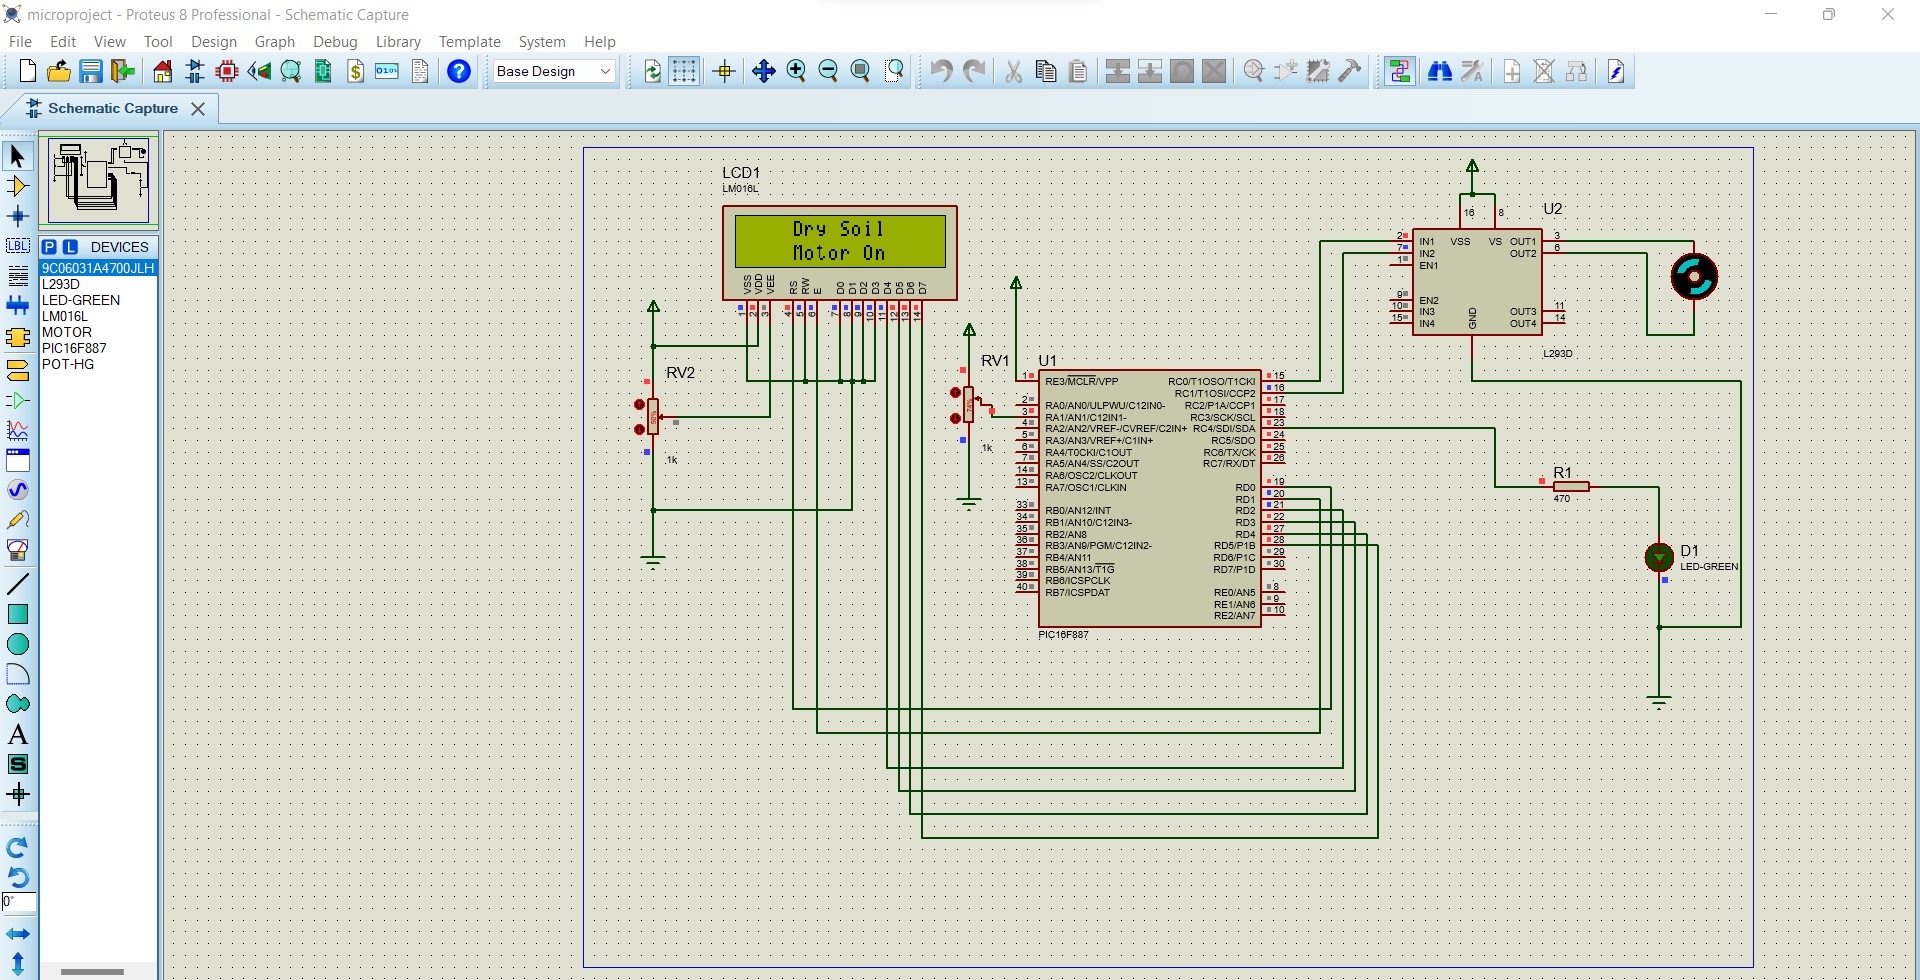 microproject - Proteus 8 Professional - Schematic Capture
File Edit View Tool Design Graph Debug Library Template System Help
Base Design
Schematic Capture
P L DEVICES
9C06031A4700JLH
L293D
LED-GREEN
LM016L
MOTOR
PIC16F887
POT-HG
LBL
A
S
0°
LCD1
LM016L
Dry Soil
Motor On
VSS VDD VEE RS RW E D0 D1 D2 D3 D4 D5 D6 D7
1 2 3 4 5 6 7 8 9 10 11 12 13 14
RV2
50%
1k
RV1
74%
1k
U1
1 RE3/MCLR/VPP
2 RA0/AN0/ULPWU/C12IN0-
3 RA1/AN1/C12IN1-
4 RA2/AN2/VREF-/CVREF/C2IN+
5 RA3/AN3/VREF+/C1IN+
6 RA4/T0CKI/C1OUT
7 RA5/AN4/SS/C2OUT
14 RA6/OSC2/CLKOUT
13 RA7/OSC1/CLKIN
33 RB0/AN12/INT
34 RB1/AN10/C12IN3-
35 RB2/AN8
36 RB3/AN9/PGM/C12IN2-
37 RB4/AN11
38 RB5/AN13/T1G
39 RB6/ICSPCLK
40 RB7/ICSPDAT
RC0/T1OSO/T1CKI 15
RC1/T1OSI/CCP2 16
RC2/P1A/CCP1 17
RC3/SCK/SCL 18
RC4/SDI/SDA 23
RC5/SDO 24
RC6/TX/CK 25
RC7/RX/DT 26
RD0 19
RD1 20
RD2 21
RD3 22
RD4 27
RD5/P1B 28
RD6/P1C 29
RD7/P1D 30
RE0/AN5 8
RE1/AN6 9
RE2/AN7 10
PIC16F887
U2
16 8
2 IN1 VSS VS OUT1 3
7 IN2 OUT2 6
1 EN1
9 EN2
10 IN3 OUT3 11
15 IN4 OUT4 14
GND
L293D
R1
470
D1
LED-GREEN